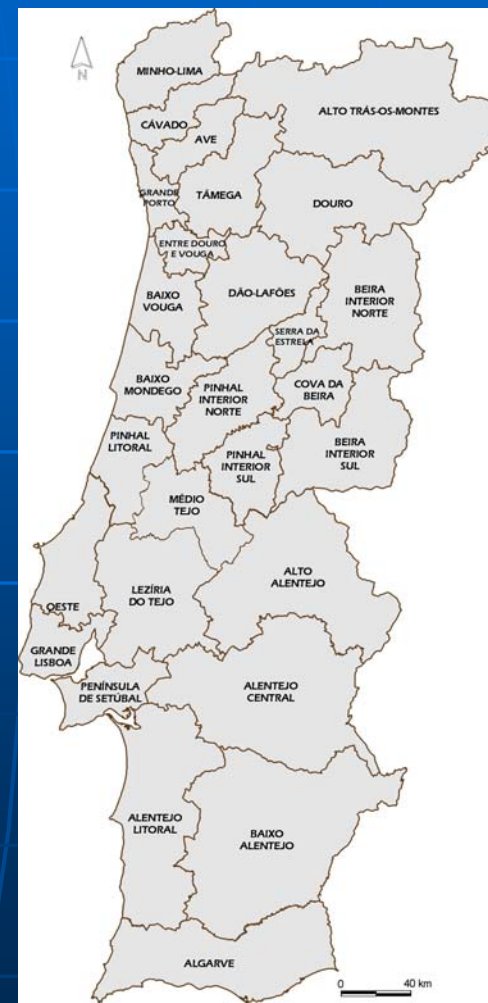 N
MINHO-LIMA
ALTO TRÁS-OS-MONTES
CÁVADO
AVE
GRANDE
PORTO
TÂMEGA
DOURO
ENTRE DOURO
E VOUGA
BAIXO
VOUGA
DÃO-LAFÕES
BEIRA
INTERIOR
NORTE
SERRA DA
ESTRELA
BAIXO
MONDEGO
PINHAL
INTERIOR
NORTE
COVA DA
BEIRA
PINHAL
LITORAL
PINHAL
INTERIOR
SUL
BEIRA
INTERIOR
SUL
MÉDIO
TEJO
ALTO
ALENTEJO
LEZÍRIA
DO TEJO
OESTE
GRANDE
LISBOA
PENÍNSULA
DE SETÚBAL
ALENTEJO
CENTRAL
ALENTEJO
LITORAL
BAIXO
ALENTEJO
ALGARVE
0 40 km